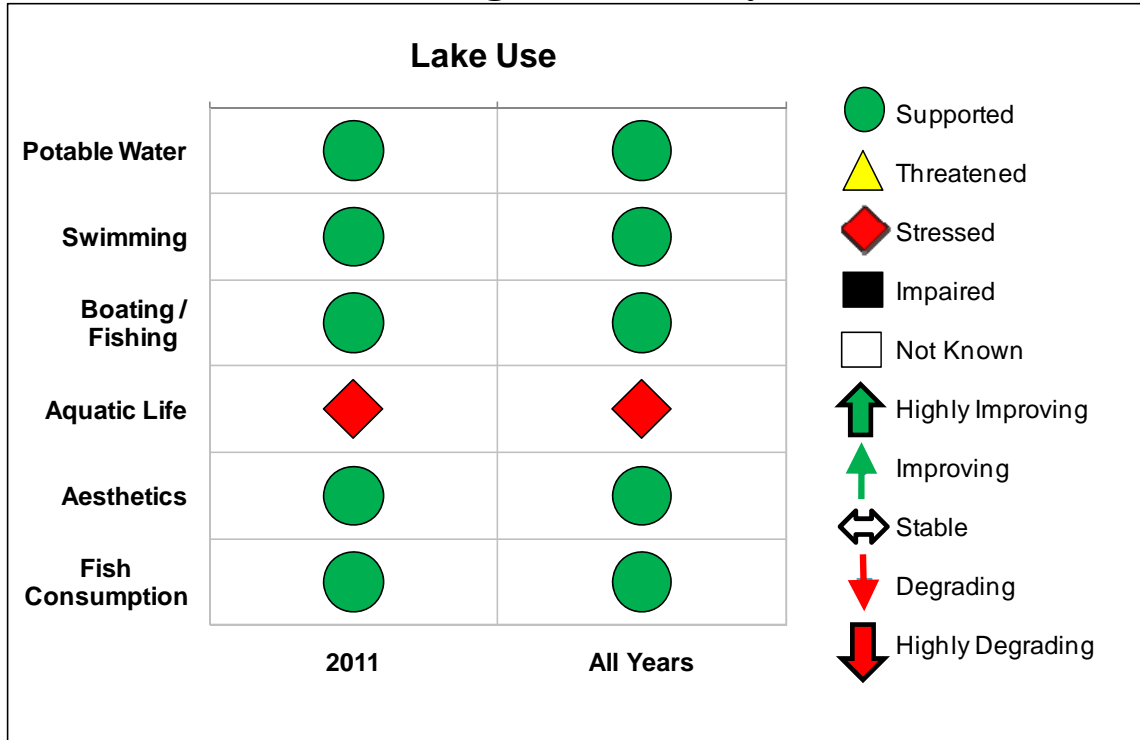 Lake Use
Potable Water
Swimming
Boating /
Fishing
Aquatic Life
Aesthetics
Fish
Consumption
2011
All Years
Supported
Threatened
Stressed
Impaired
Not Known
Highly Improving
Improving
Stable
Degrading
Highly Degrading